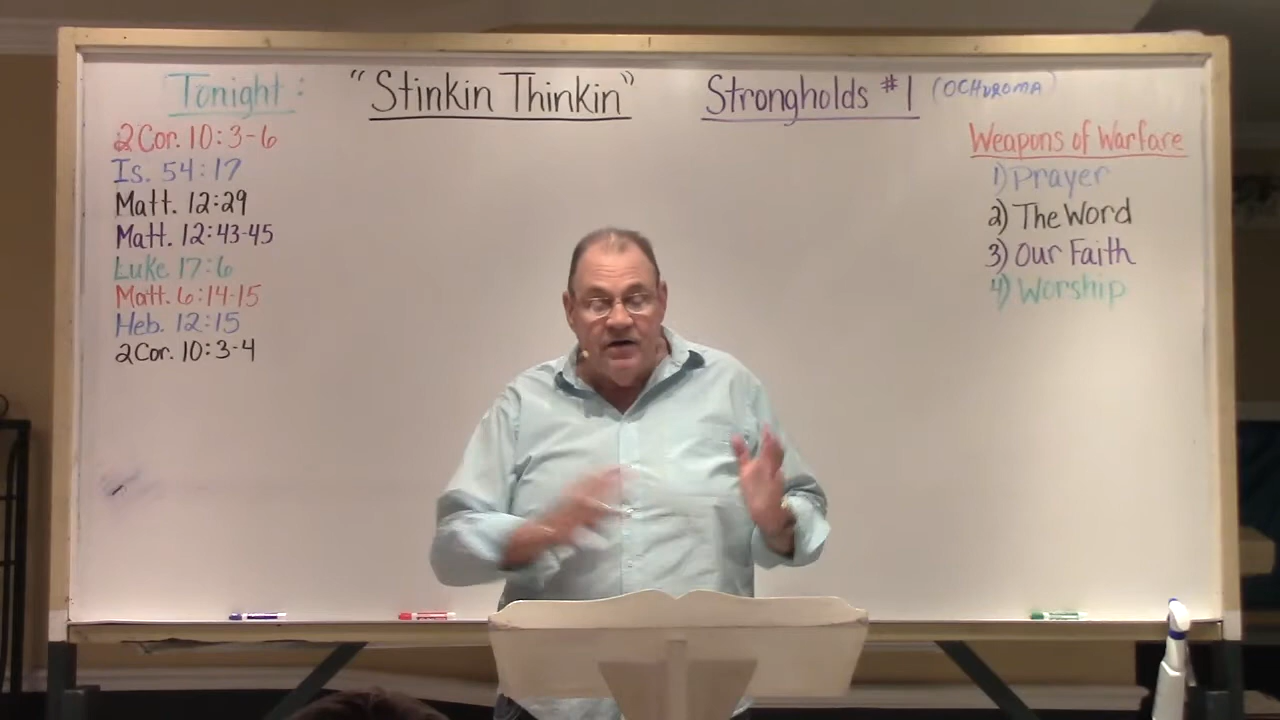 Tonight: "Stinkin Thinkin" Strongholds #1 (OCHUROMA)
2Cor. 10:3-6
Is. 54:17
Matt. 12:29
Matt. 12:43-45
Luke 17:6
Matt. 6:14-15
Heb. 12:15
2Cor. 10:3-4
Weapons of Warfare
1) Prayer
2) The Word
3) Our Faith
4) Worship